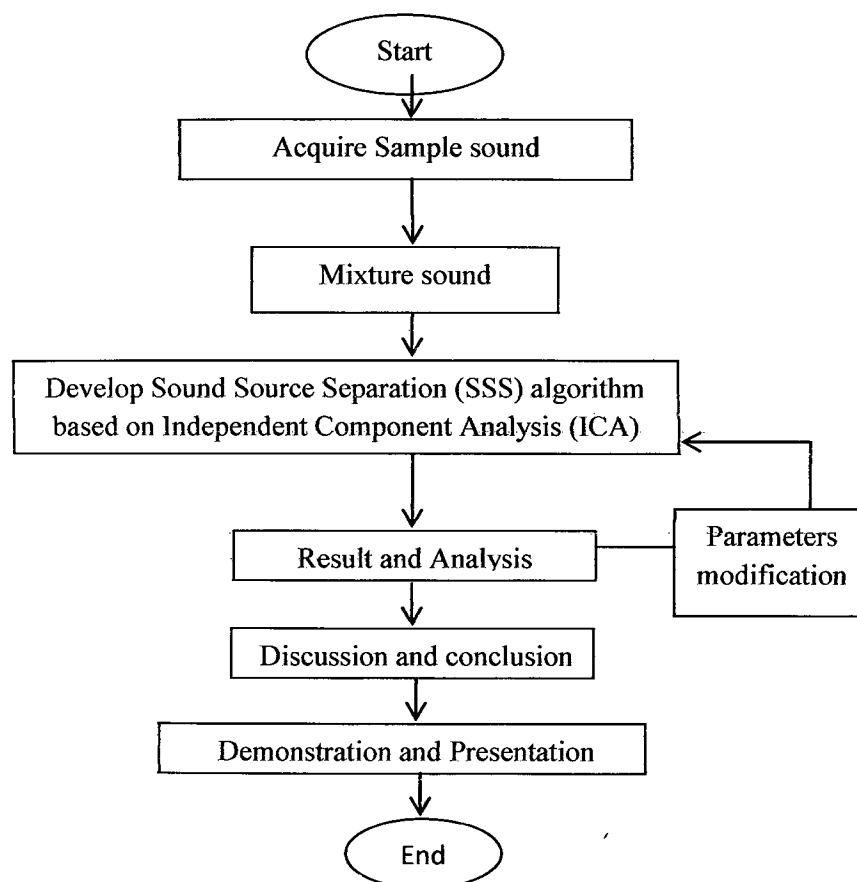 Start
Acquire Sample sound
Mixture sound
Develop Sound Source Separation (SSS) algorithm
based on Independent Component Analysis (ICA)
Result and Analysis
Parameters
modification
Discussion and conclusion
Demonstration and Presentation
End